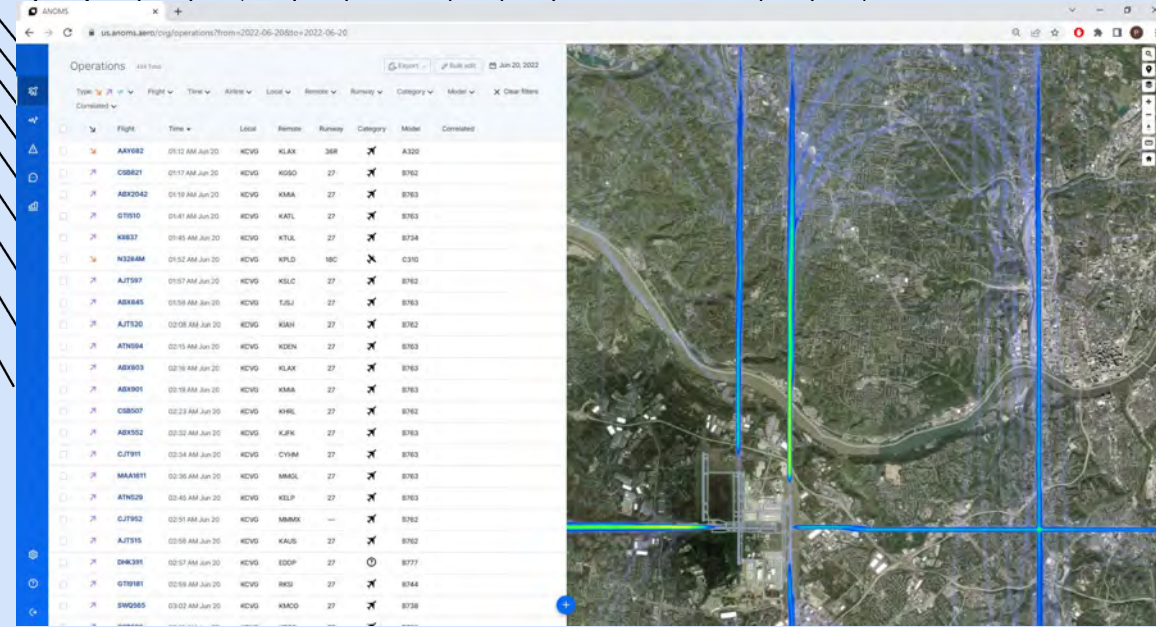 ANOMS
us.anoms.aero/org/operations?from=2022-06-20&to=2022-06-20
Operations Total Export Bulk edit Jun 20, 2022
Type Flight Time Airline Local Remote Runway Category Model Clear filters
Correlated
Flight Time Local Remote Runway Category Model Correlated
AAY682 01:12 AM Jun 20 KCVG KLAX 36R A320
CSB821 01:17 AM Jun 20 KCVG KGSO 27 B762
ABX2042 01:19 AM Jun 20 KCVG KMIA 27 B763
GTI510 01:41 AM Jun 20 KCVG KATL 27 B763
K8837 01:45 AM Jun 20 KCVG KTUL 27 B734
N3284M 01:52 AM Jun 20 KCVG KPLD 18C C310
AJT597 01:57 AM Jun 20 KCVG KSLC 27 B762
ABX845 01:59 AM Jun 20 KCVG TJSJ 27 B763
AJT520 02:08 AM Jun 20 KCVG KIAH 27 B762
ATN594 02:15 AM Jun 20 KCVG KDEN 27 B763
ABX603 02:16 AM Jun 20 KCVG KLAX 27 B763
ABX901 02:19 AM Jun 20 KCVG KMIA 27 B763
CSB507 02:23 AM Jun 20 KCVG KHRL 27 B762
ABX552 02:32 AM Jun 20 KCVG KJFK 27 B763
CJT911 02:34 AM Jun 20 KCVG CYHM 27 B763
MAA1811 02:36 AM Jun 20 KCVG MMGL 27 B763
ATN529 02:45 AM Jun 20 KCVG KELP 27 B763
CJT952 02:51 AM Jun 20 KCVG MMMX — B762
AJT515 02:56 AM Jun 20 KCVG KAUS 27 B762
DHK391 02:57 AM Jun 20 KCVG EDDP 27 B777
GTI9181 02:59 AM Jun 20 KCVG RKSI 27 B744
SWQ565 03:02 AM Jun 20 KCVG KMCO 27 B738